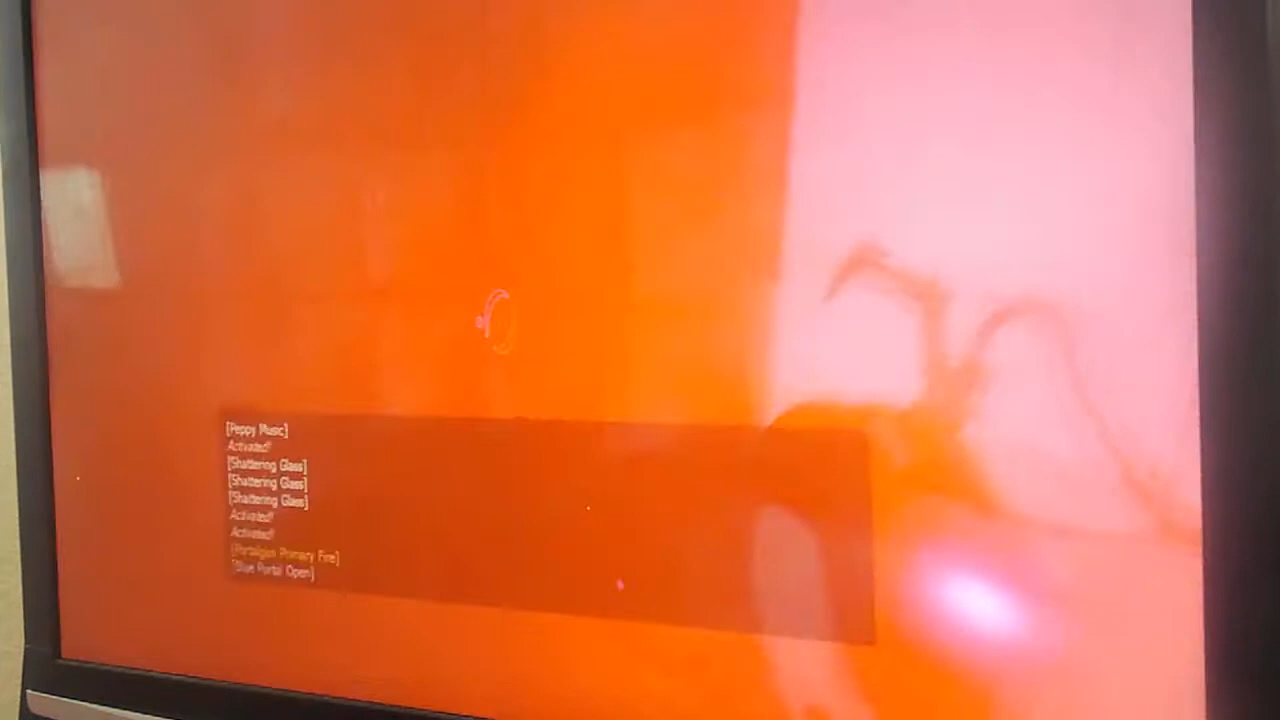 [Peppy Music]
Activated!
[Shattering Glass]
[Shattering Glass]
[Shattering Glass]
Activated!
Activated!
[Portalgun Primary Fire]
[Blue Portal Open]